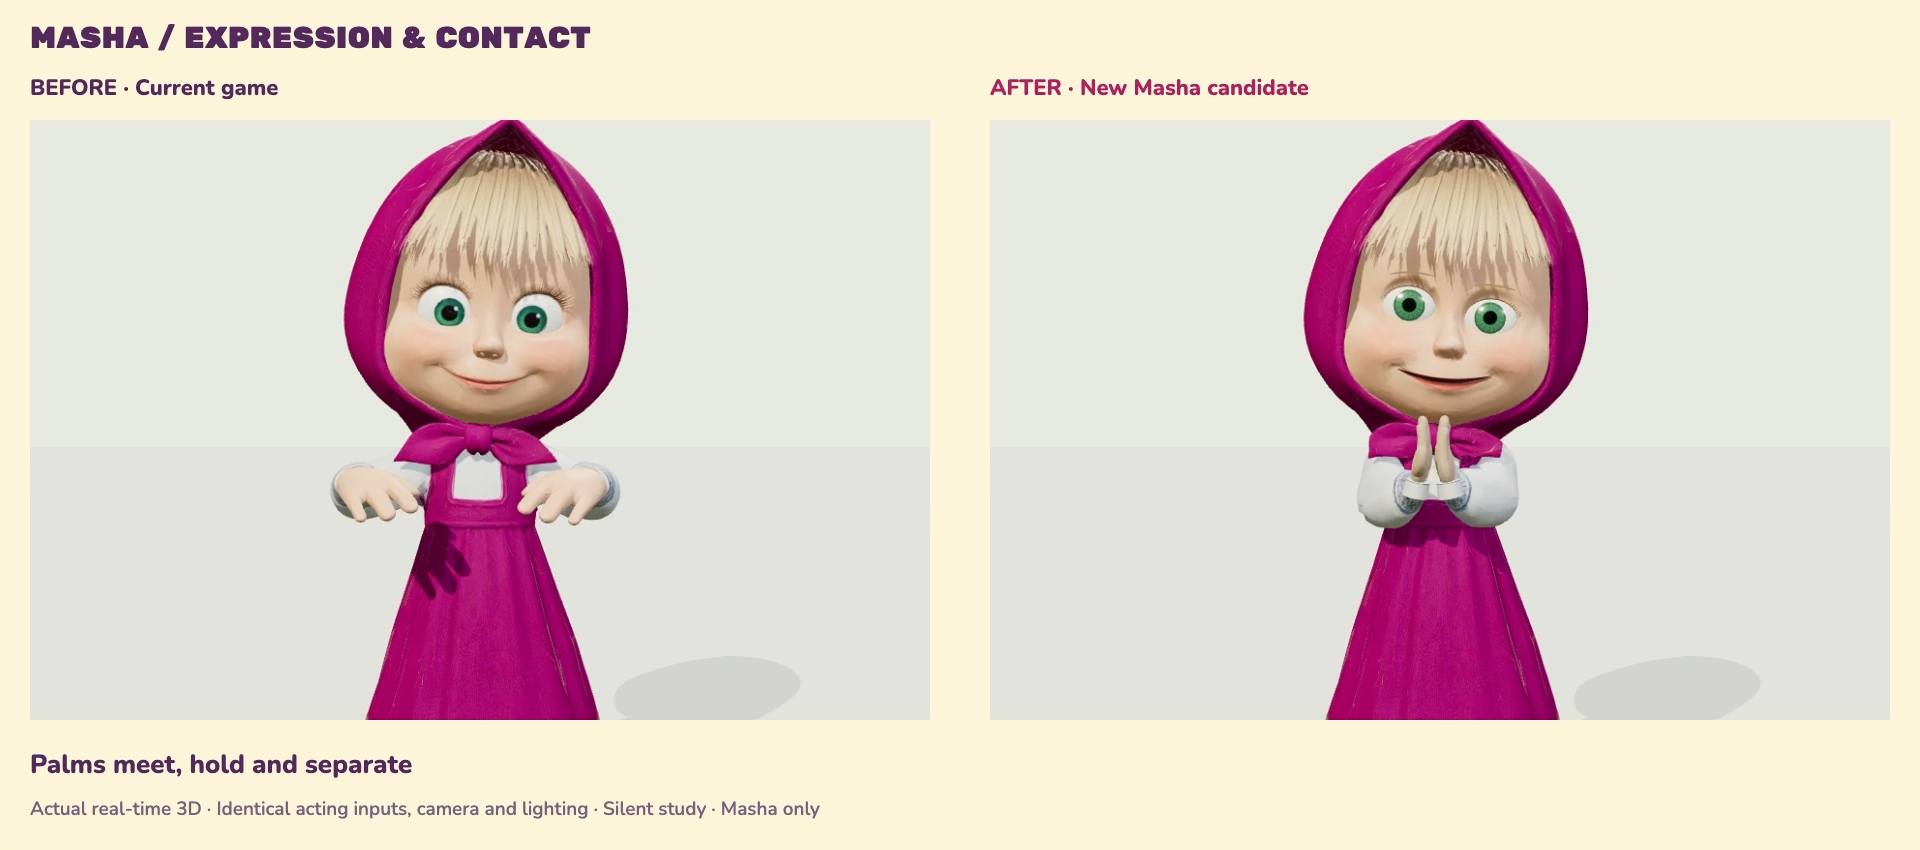 MASHA / EXPRESSION & CONTACT
BEFORE · Current game
AFTER · New Masha candidate
Palms meet, hold and separate
Actual real-time 3D · Identical acting inputs, camera and lighting · Silent study · Masha only